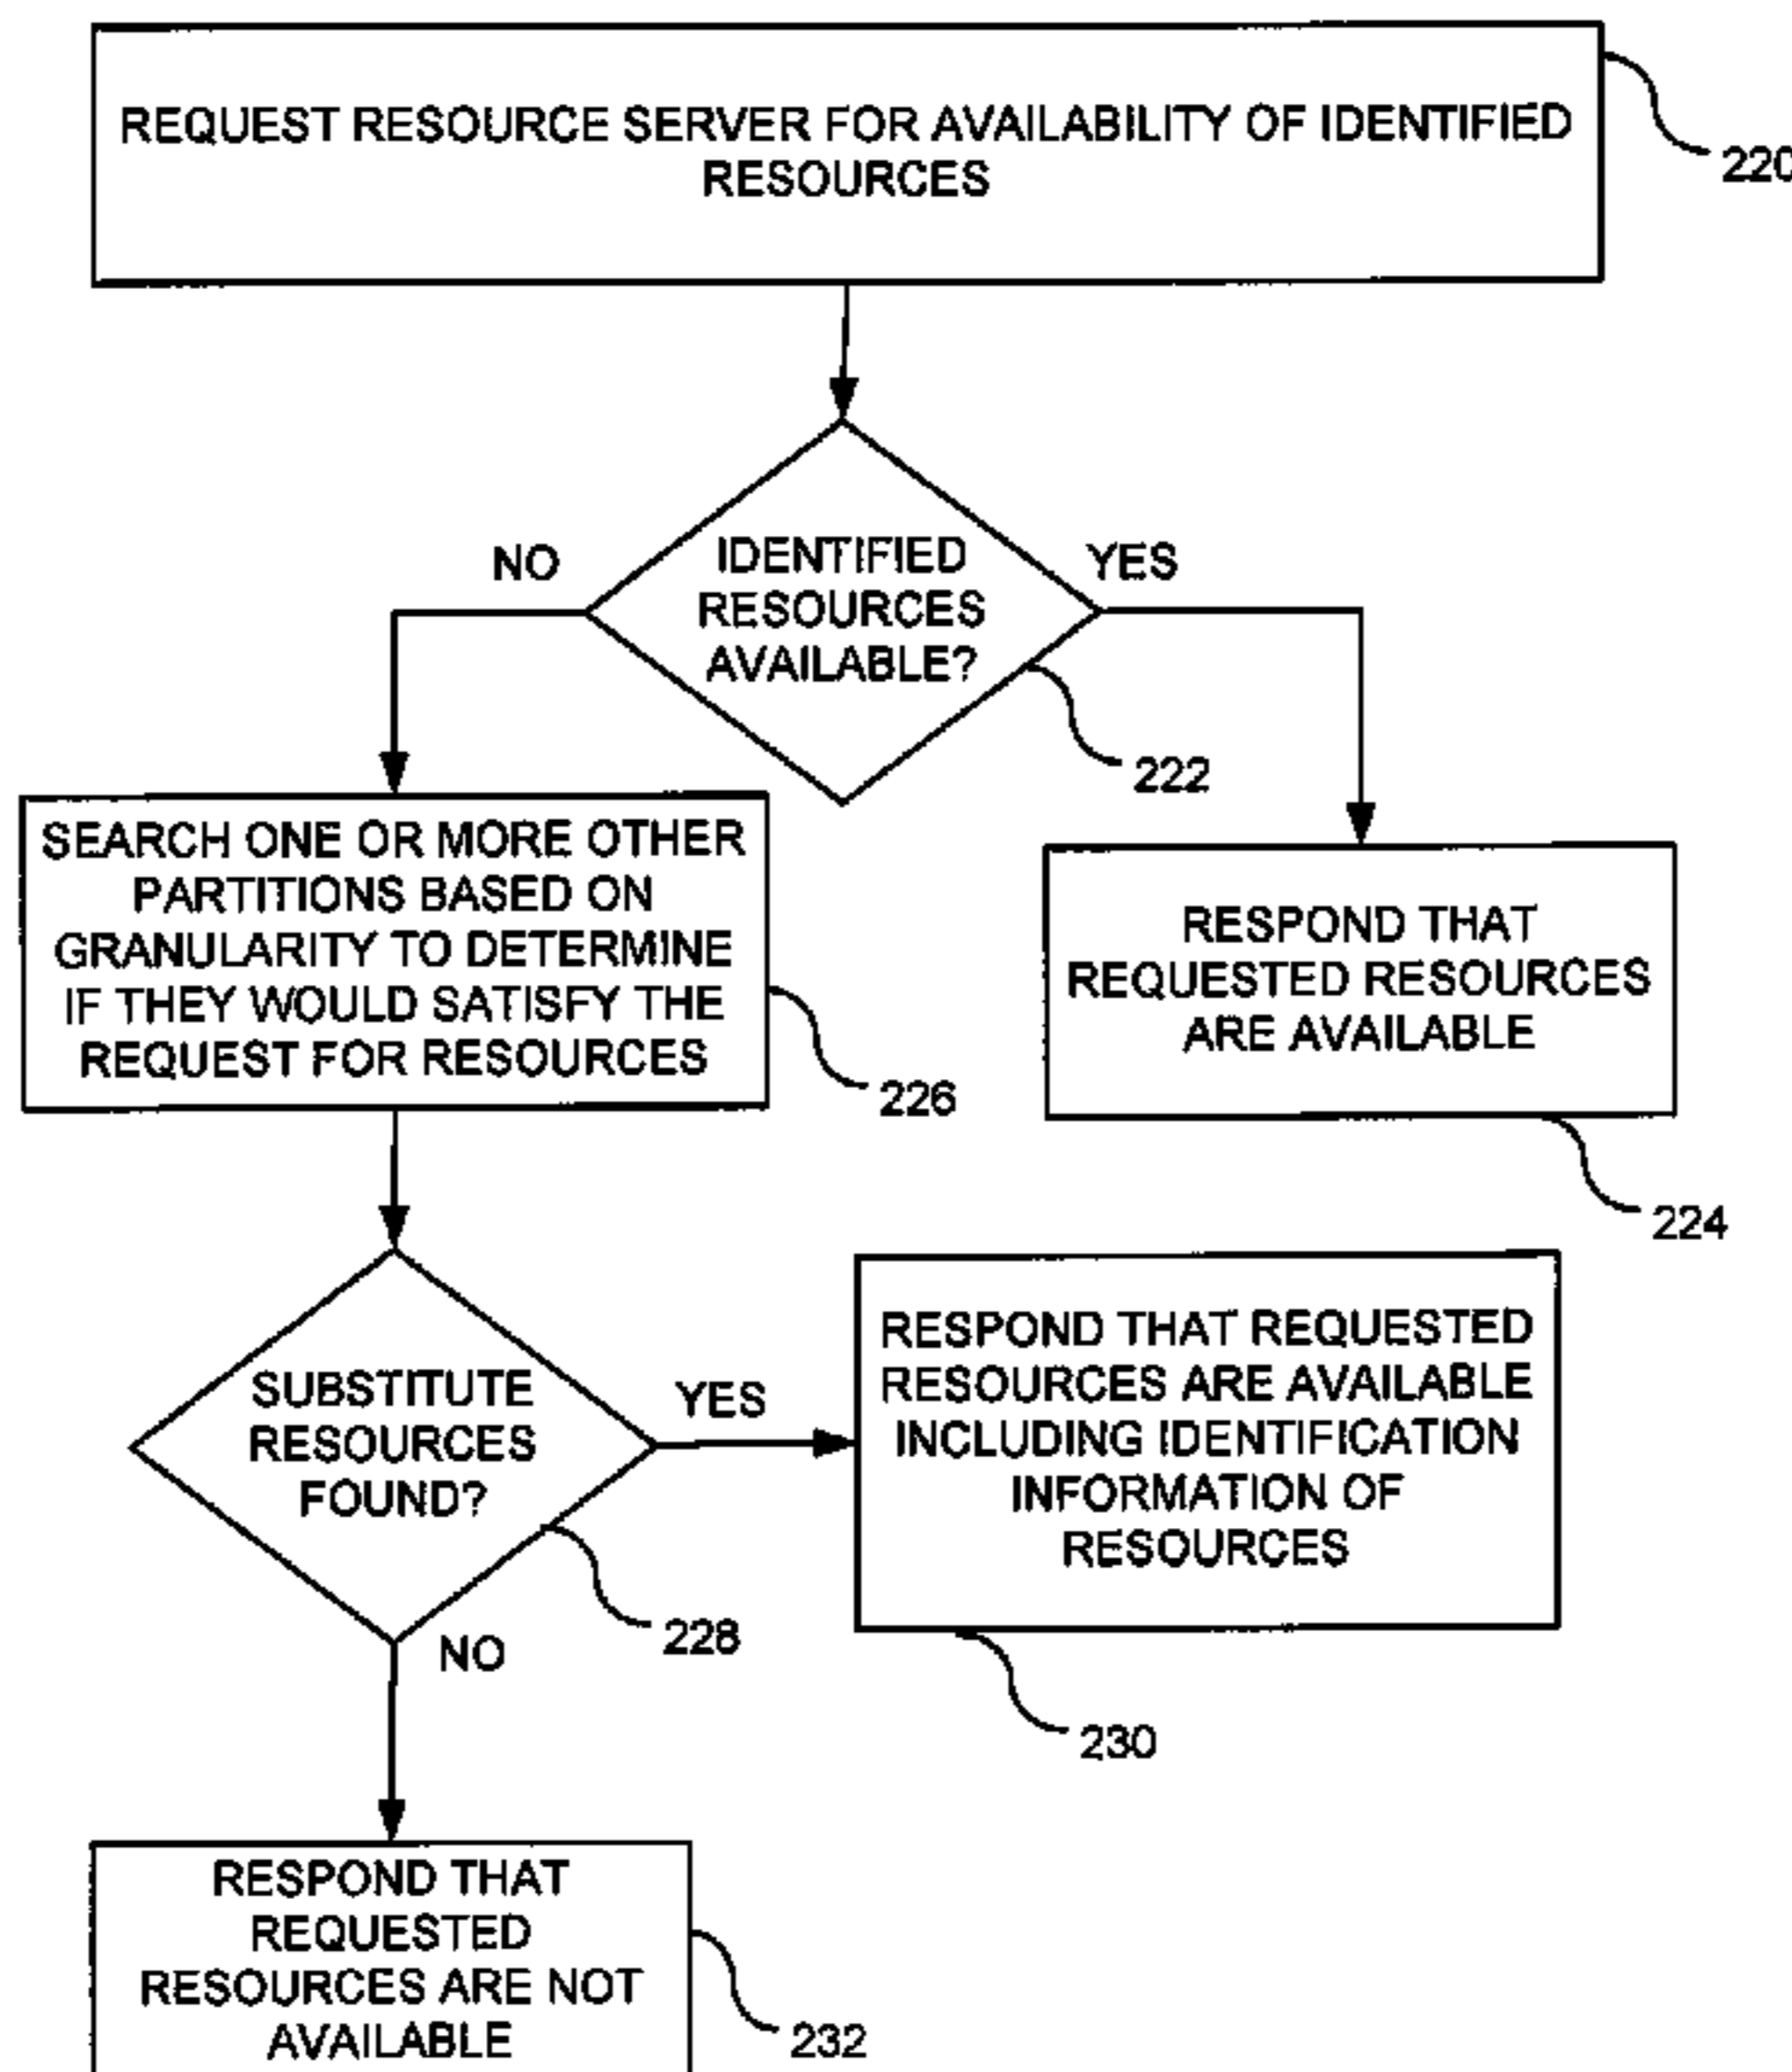 REQUEST RESOURCE SERVER FOR AVAILABILITY OF IDENTIFIED
RESOURCES
220
IDENTIFIED
RESOURCES
AVAILABLE?
NO
YES
222
SEARCH ONE OR MORE OTHER
PARTITIONS BASED ON
GRANULARITY TO DETERMINE
IF THEY WOULD SATISFY THE
REQUEST FOR RESOURCES
226
RESPOND THAT
REQUESTED RESOURCES
ARE AVAILABLE
224
SUBSTITUTE
RESOURCES
FOUND?
YES
NO
228
RESPOND THAT REQUESTED
RESOURCES ARE AVAILABLE
INCLUDING IDENTIFICATION
INFORMATION OF
RESOURCES
230
RESPOND THAT
REQUESTED
RESOURCES ARE NOT
AVAILABLE
232